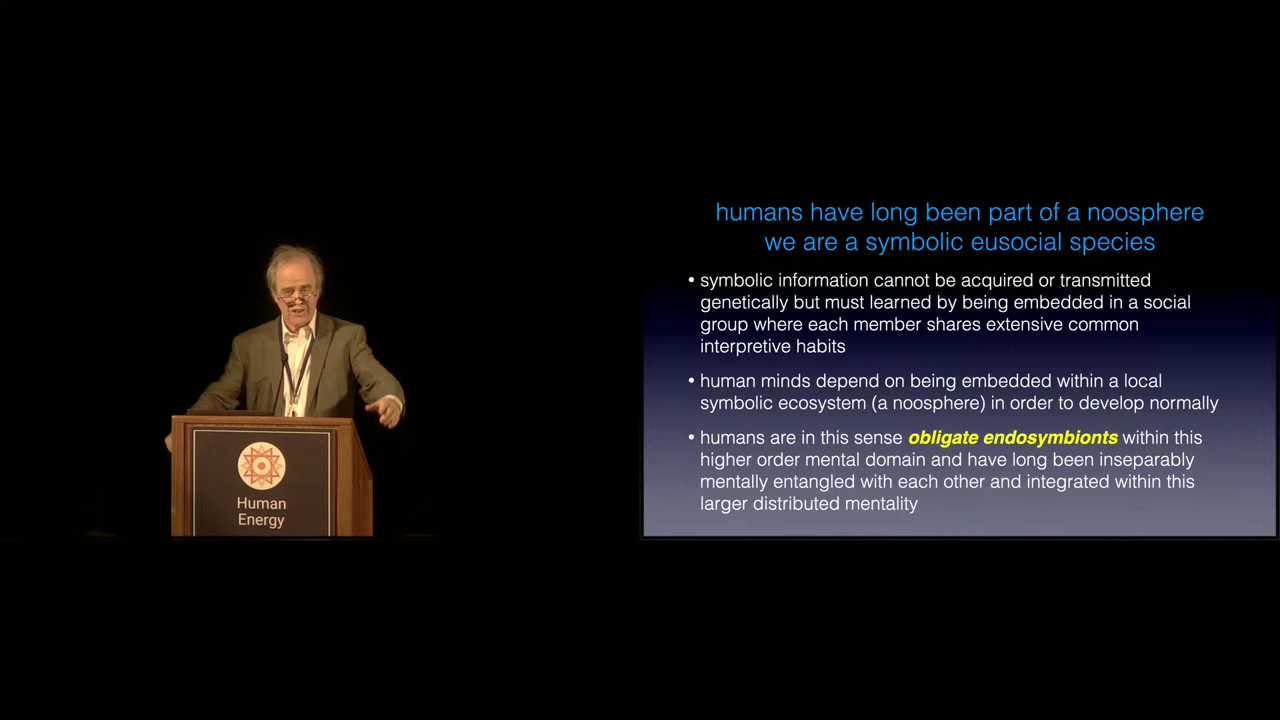 humans have long been part of a noosphere
we are a symbolic eusocial species
• symbolic information cannot be acquired or transmitted
genetically but must learned by being embedded in a social
group where each member shares extensive common
interpretive habits
• human minds depend on being embedded within a local
symbolic ecosystem (a noosphere) in order to develop normally
• humans are in this sense obligate endosymbionts within this
higher order mental domain and have long been inseparably
mentally entangled with each other and integrated within this
larger distributed mentality
Human
Energy